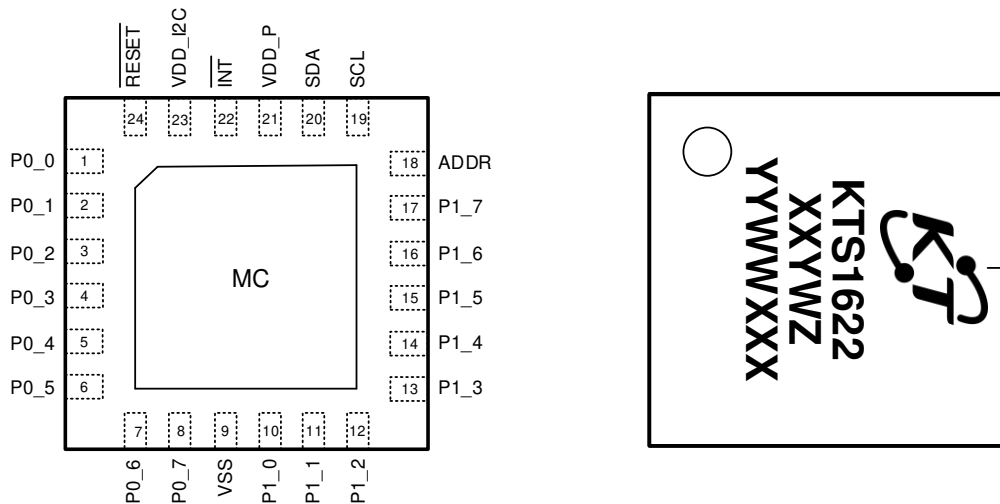 RESET
VDD_I2C
INT
VDD_P
SDA
SCL
24 23 22 21 20 19
P0_0 1
P0_1 2
P0_2 3
P0_3 4
P0_4 5
P0_5 6
MC
18 ADDR
17 P1_7
16 P1_6
15 P1_5
14 P1_4
13 P1_3
7 8 9 10 11 12
P0_6
P0_7
VSS
P1_0
P1_1
P1_2
KT
KTS1622
XXYWZ
YYWWXXX